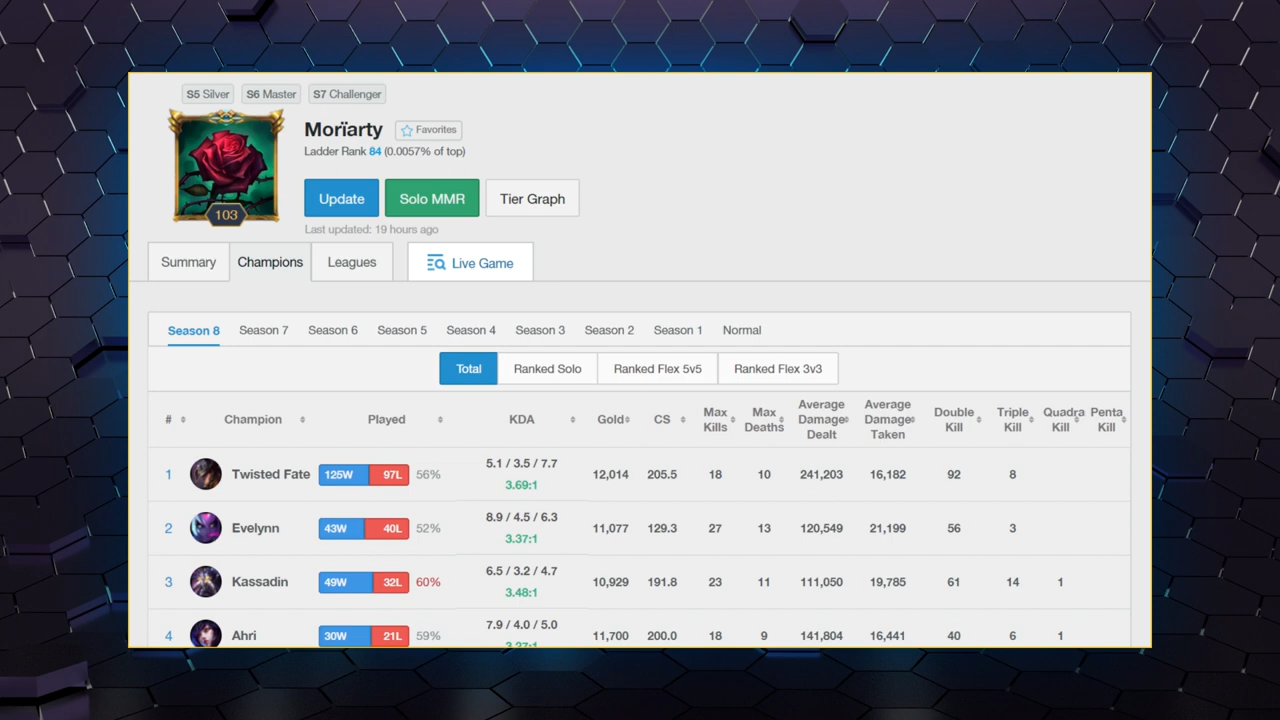 S5 Silver S6 Master S7 Challenger
Morïarty Favorites
Ladder Rank 84 (0.0057% of top)
103
Update Solo MMR Tier Graph
Last updated: 19 hours ago
Summary Champions Leagues Live Game
Season 8 Season 7 Season 6 Season 5 Season 4 Season 3 Season 2 Season 1 Normal
Total Ranked Solo Ranked Flex 5v5 Ranked Flex 3v3
# Champion Played KDA Gold CS Max Kills Max Deaths Average Damage Dealt Average Damage Taken Double Kill Triple Kill Quadra Kill Penta Kill
1 Twisted Fate 125W 97L 56% 5.1 / 3.5 / 7.7 12,014 205.5 18 10 241,203 16,182 92 8
3.69:1
2 Evelynn 43W 40L 52% 8.9 / 4.5 / 6.3 11,077 129.3 27 13 120,549 21,199 56 3
3.37:1
3 Kassadin 49W 32L 60% 6.5 / 3.2 / 4.7 10,929 191.8 23 11 111,050 19,785 61 14 1
3.48:1
4 Ahri 30W 21L 59% 7.9 / 4.0 / 5.0 11,700 200.0 18 9 141,804 16,441 40 6 1